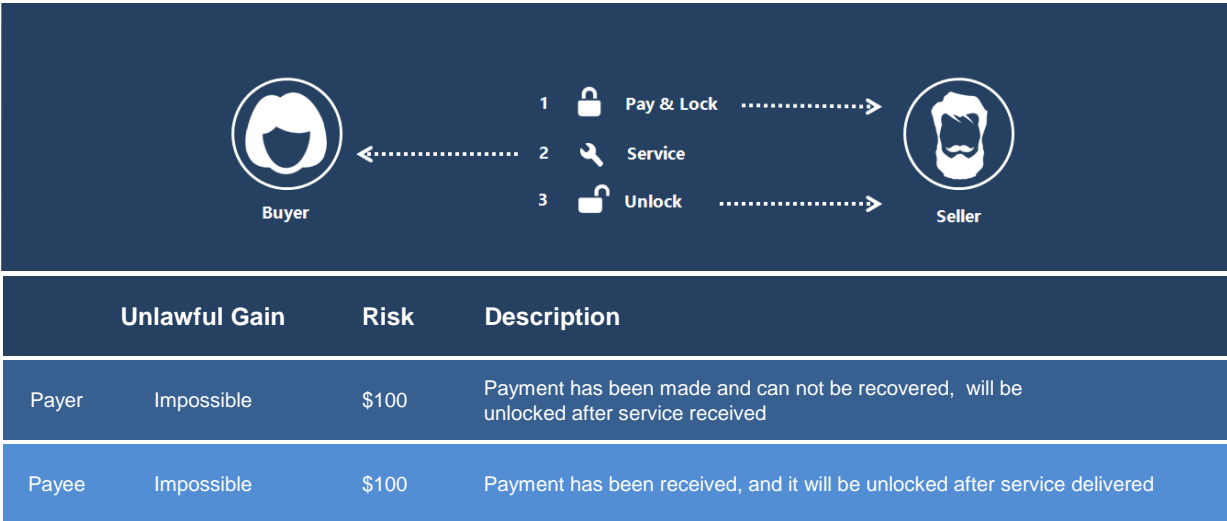 1 Pay & Lock
2 Service
3 Unlock
Buyer
Seller
Unlawful Gain Risk Description
Payer Impossible $100 Payment has been made and can not be recovered, will be
unlocked after service received
Payee Impossible $100 Payment has been received, and it will be unlocked after service delivered